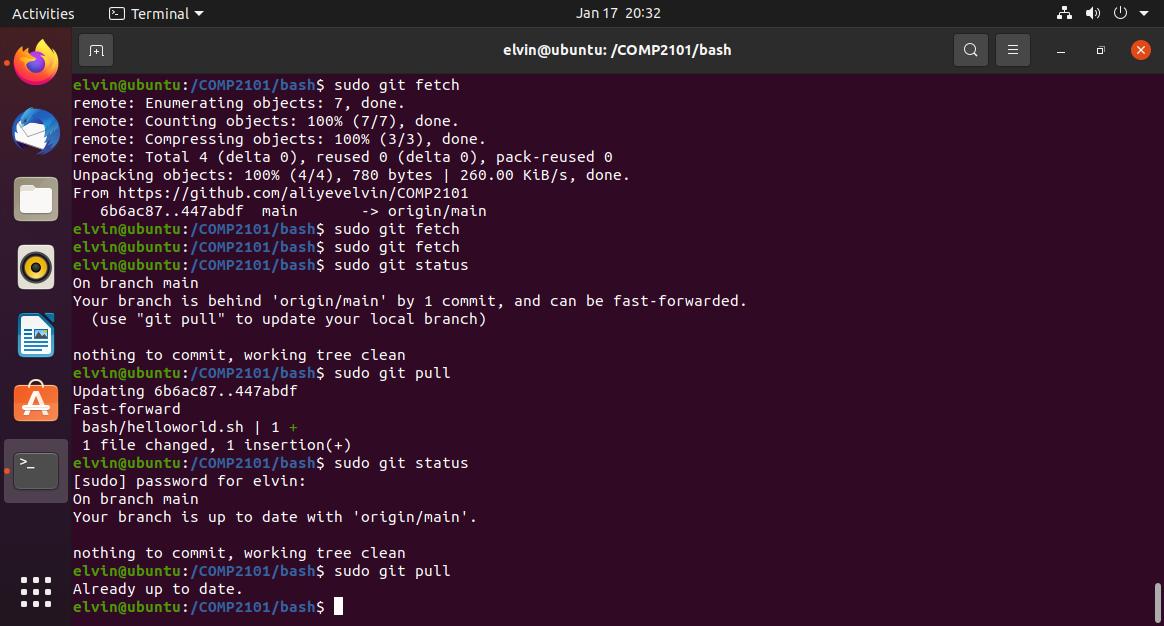 Activities
Terminal
Jan 17 20:32
elvin@ubuntu: /COMP2101/bash
elvin@ubuntu:/COMP2101/bash$ sudo git fetch
remote: Enumerating objects: 7, done.
remote: Counting objects: 100% (7/7), done.
remote: Compressing objects: 100% (3/3), done.
remote: Total 4 (delta 0), reused 0 (delta 0), pack-reused 0
Unpacking objects: 100% (4/4), 780 bytes | 260.00 KiB/s, done.
From https://github.com/aliyevelvin/COMP2101
   6b6ac87..447abdf  main       -> origin/main
elvin@ubuntu:/COMP2101/bash$ sudo git fetch
elvin@ubuntu:/COMP2101/bash$ sudo git fetch
elvin@ubuntu:/COMP2101/bash$ sudo git status
On branch main
Your branch is behind 'origin/main' by 1 commit, and can be fast-forwarded.
  (use "git pull" to update your local branch)
nothing to commit, working tree clean
elvin@ubuntu:/COMP2101/bash$ sudo git pull
Updating 6b6ac87..447abdf
Fast-forward
 bash/helloworld.sh | 1 +
 1 file changed, 1 insertion(+)
elvin@ubuntu:/COMP2101/bash$ sudo git status
[sudo] password for elvin:
On branch main
Your branch is up to date with 'origin/main'.
nothing to commit, working tree clean
elvin@ubuntu:/COMP2101/bash$ sudo git pull
Already up to date.
elvin@ubuntu:/COMP2101/bash$